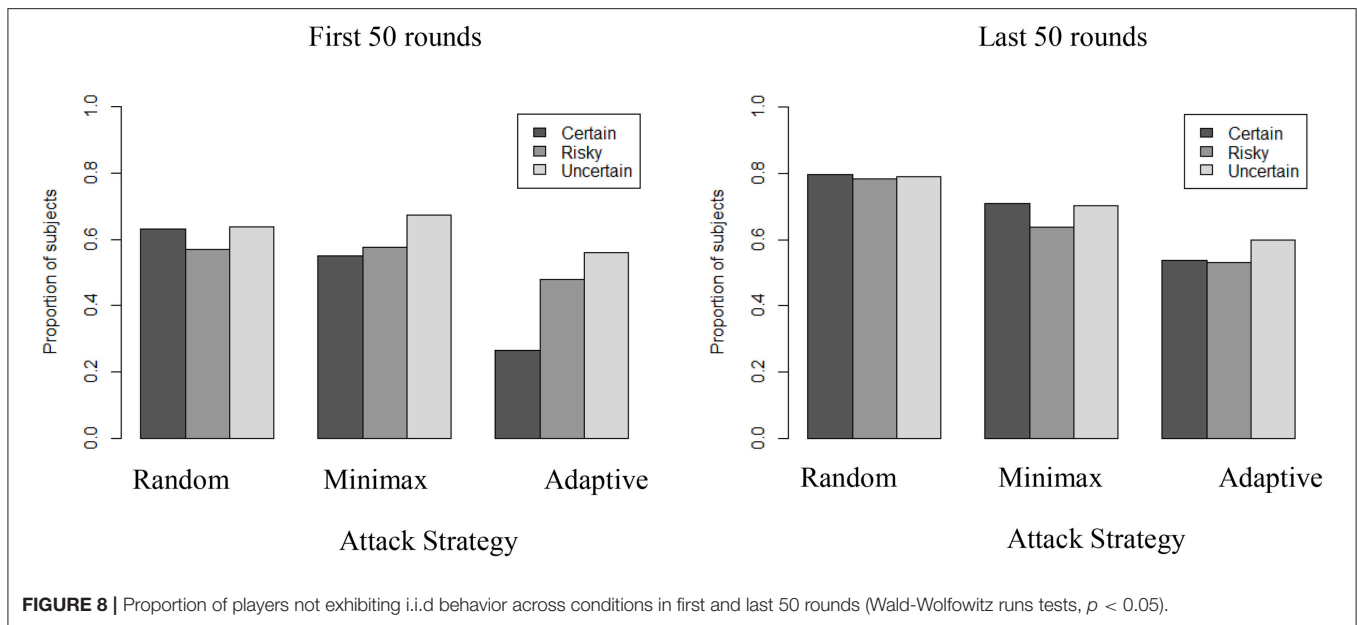 First 50 rounds
Proportion of subjects
1.0
0.8
0.6
0.4
0.2
0.0
Certain
Risky
Uncertain
Random Minimax Adaptive
Attack Strategy
Last 50 rounds
Proportion of subjects
1.0
0.8
0.6
0.4
0.2
0.0
Certain
Risky
Uncertain
Random Minimax Adaptive
Attack Strategy
FIGURE 8 | Proportion of players not exhibiting i.i.d behavior across conditions in first and last 50 rounds (Wald-Wolfowitz runs tests, p < 0.05).